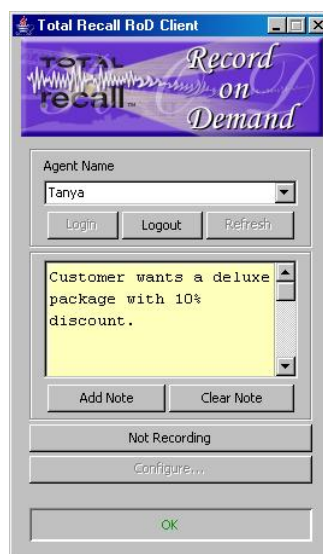 Total Recall RoD Client
TOTAL
recall™
Record
on
Demand
Agent Name
Tanya
Login Logout Refresh
Customer wants a deluxe
package with 10%
discount.
Add Note Clear Note
Not Recording
Configure...
OK